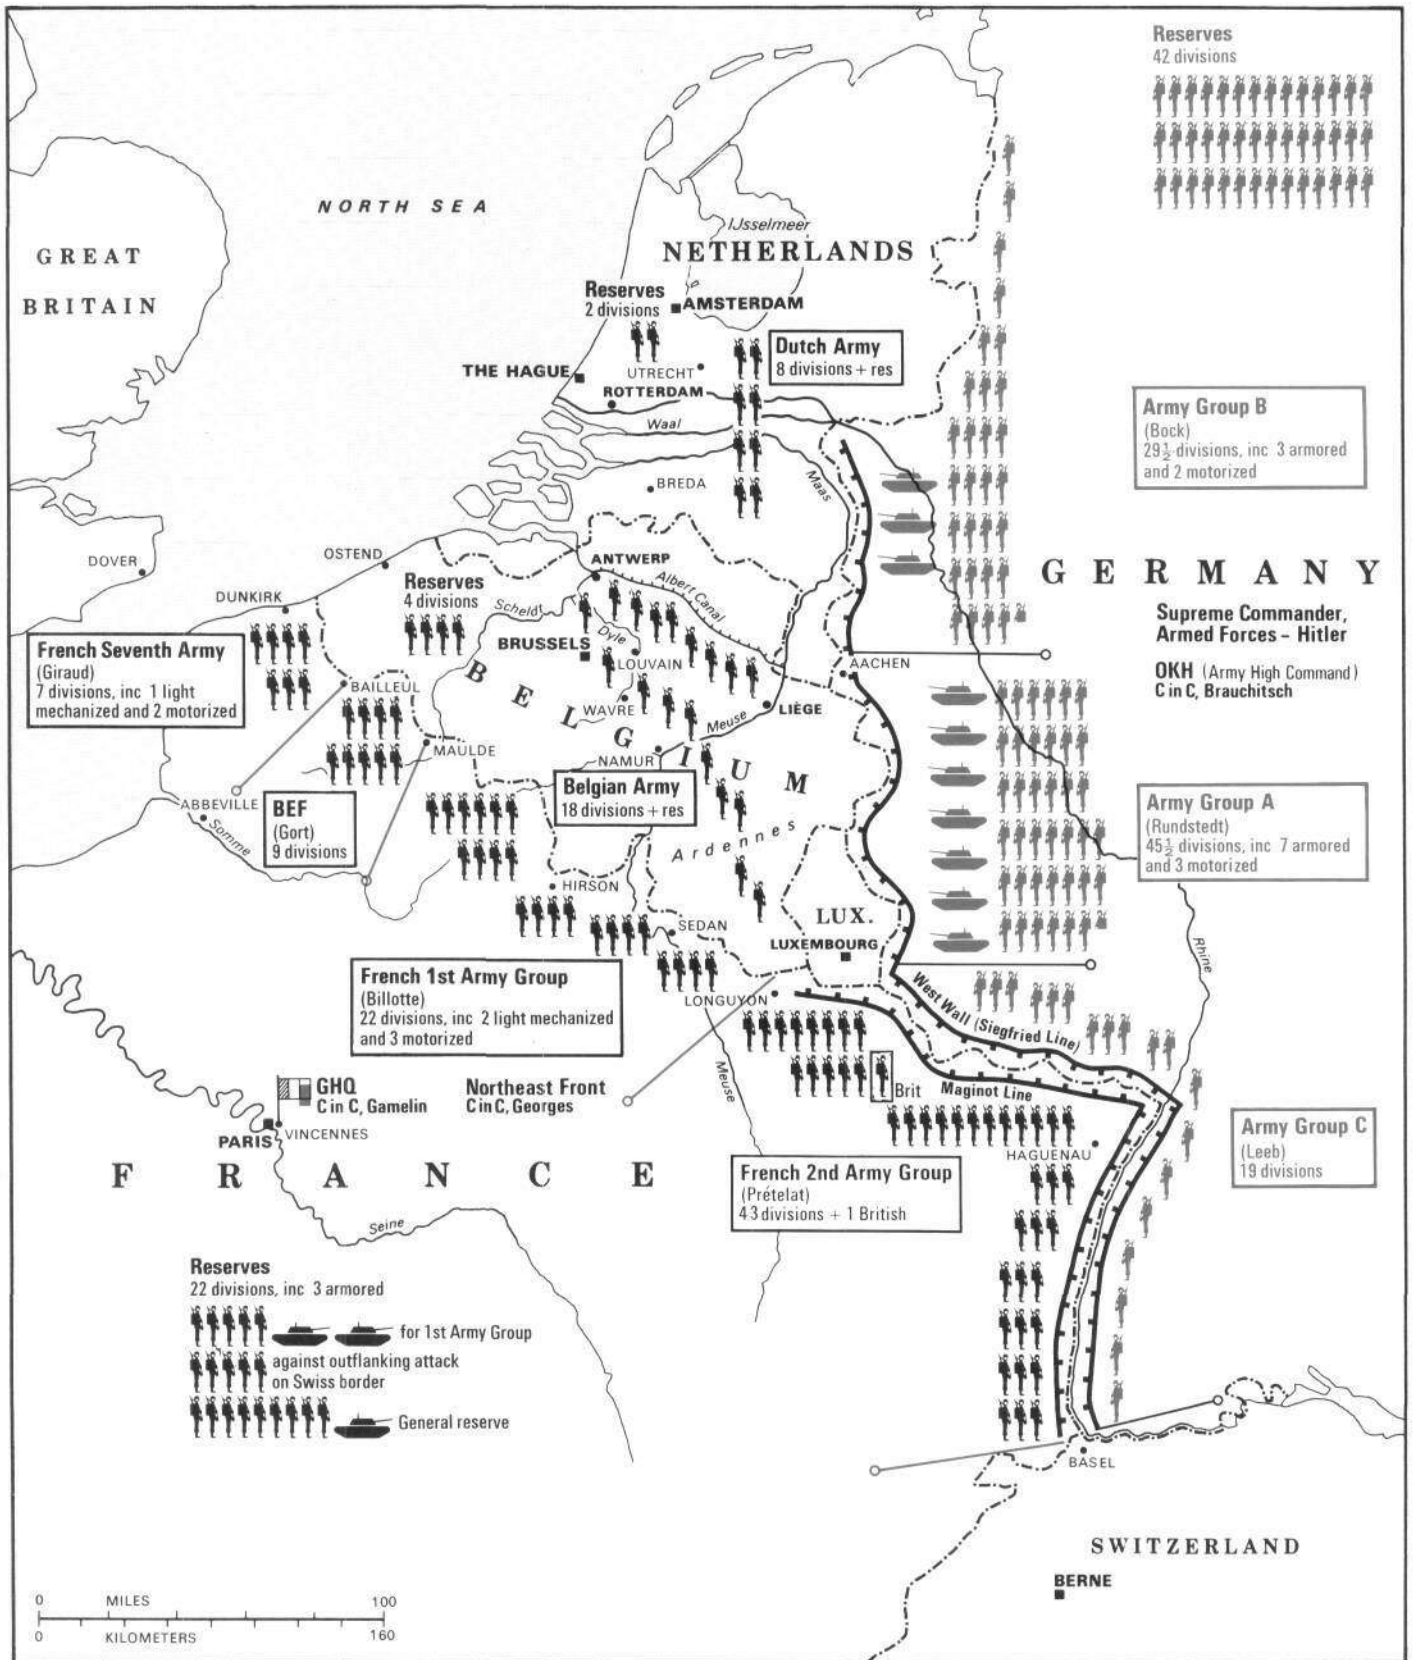 Reserves
42 divisions
NORTH SEA
GREAT
BRITAIN
IJsselmeer
NETHERLANDS
Reserves
2 divisions
AMSTERDAM
Dutch Army
8 divisions + res
THE HAGUE
UTRECHT
ROTTERDAM
Waal
Maas
BREDA
Army Group B
(Bock)
29½ divisions, inc 3 armored
and 2 motorized
DOVER
OSTEND
ANTWERP
Albert Canal
GERMANY
DUNKIRK
Reserves
4 divisions
Scheldt
Dyle
BRUSSELS
LOUVAIN
Supreme Commander,
Armed Forces – Hitler
OKH (Army High Command)
C in C, Brauchitsch
AACHEN
French Seventh Army
(Giraud)
7 divisions, inc 1 light
mechanized and 2 motorized
BAILLEUL
BELGIUM
WAVRE
Meuse
LIÈGE
MAULDE
NAMUR
Belgian Army
18 divisions + res
ABBEVILLE
Somme
BEF
(Gort)
9 divisions
Ardennes
Army Group A
(Rundstedt)
45½ divisions, inc 7 armored
and 3 motorized
HIRSON
SEDAN
LUX.
LUXEMBOURG
Rhine
French 1st Army Group
(Billotte)
22 divisions, inc 2 light mechanized
and 3 motorized
LONGUYON
West Wall (Siegfried Line)
Meuse
Brit
Maginot Line
GHQ
C in C, Gamelin
Northeast Front
C in C, Georges
PARIS
VINCENNES
HAGUENAU
Army Group C
(Leeb)
19 divisions
FRANCE
French 2nd Army Group
(Prételat)
43 divisions + 1 British
Seine
Reserves
22 divisions, inc 3 armored
for 1st Army Group
against outflanking attack
on Swiss border
General reserve
BASEL
SWITZERLAND
BERNE
0 MILES 100
0 KILOMETERS 160